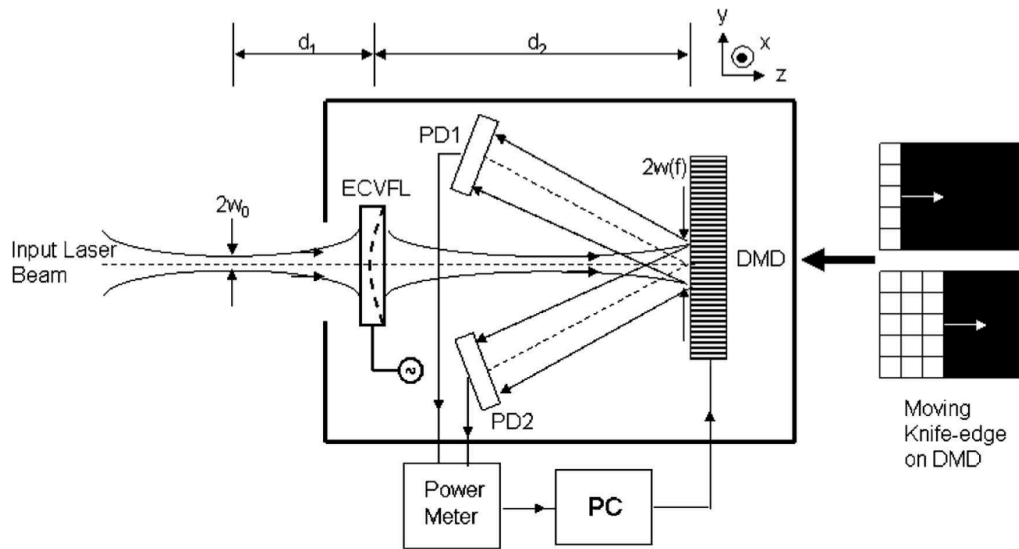 d₁
d₂
y
x
z
PD1
2w(f)
ECVFL
2w₀
Input Laser
Beam
DMD
PD2
Moving
Knife-edge
on DMD
Power
Meter
PC